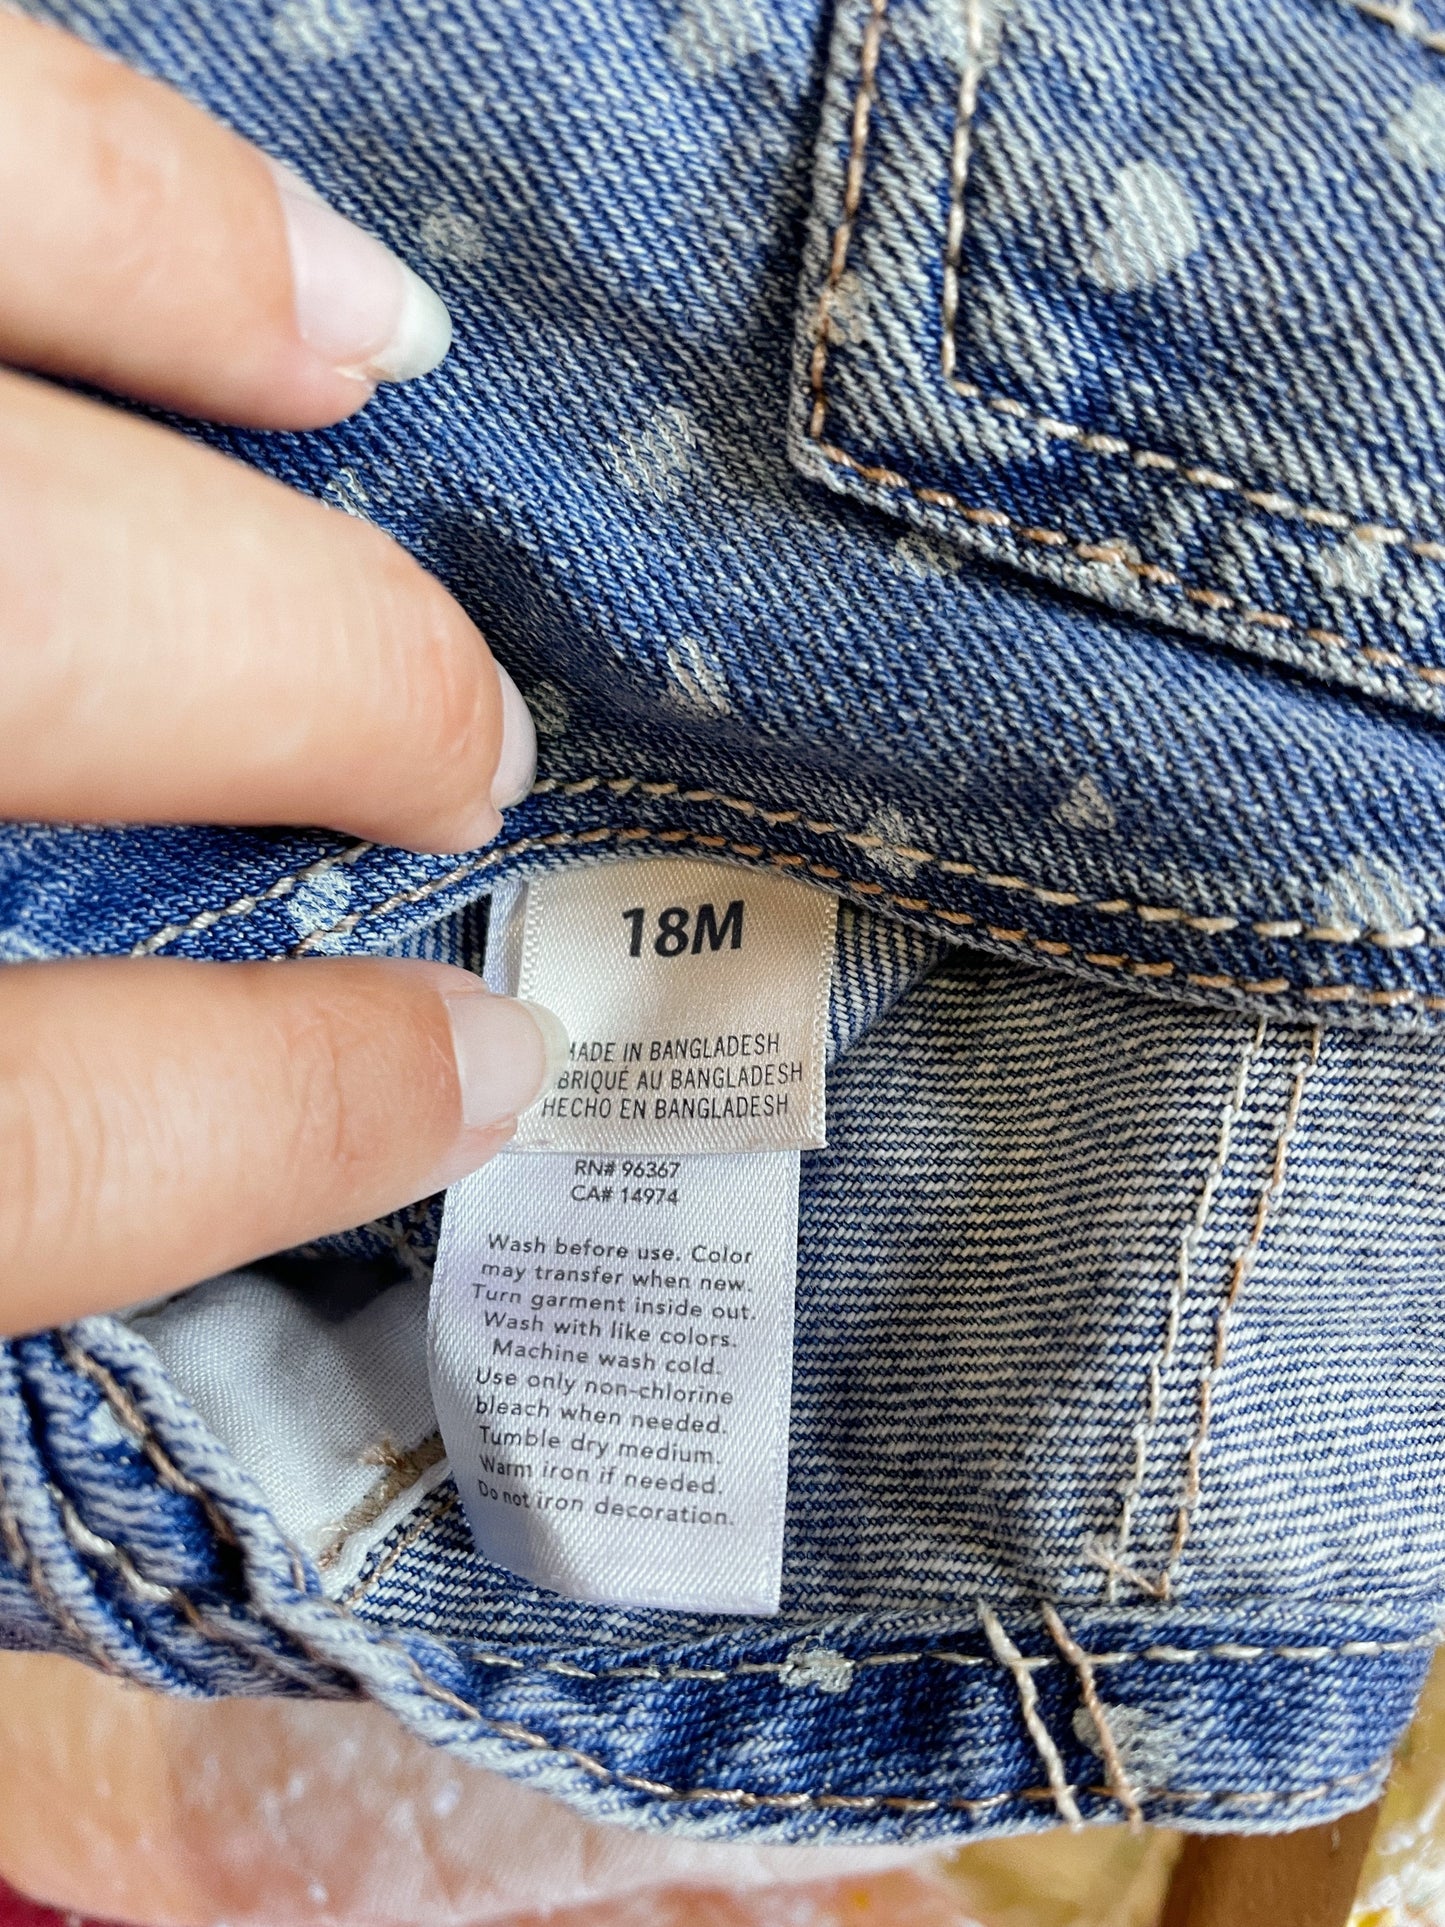 18M
MADE IN BANGLADESH
BRIQUÉ AU BANGLADESH
HECHO EN BANGLADESH
RN# 96367
CA# 14974
Wash before use. Color
may transfer when new.
Turn garment inside out.
Wash with like colors.
Machine wash cold.
Use only non-chlorine
bleach when needed.
Tumble dry medium.
Warm iron if needed.
Do not iron decoration.